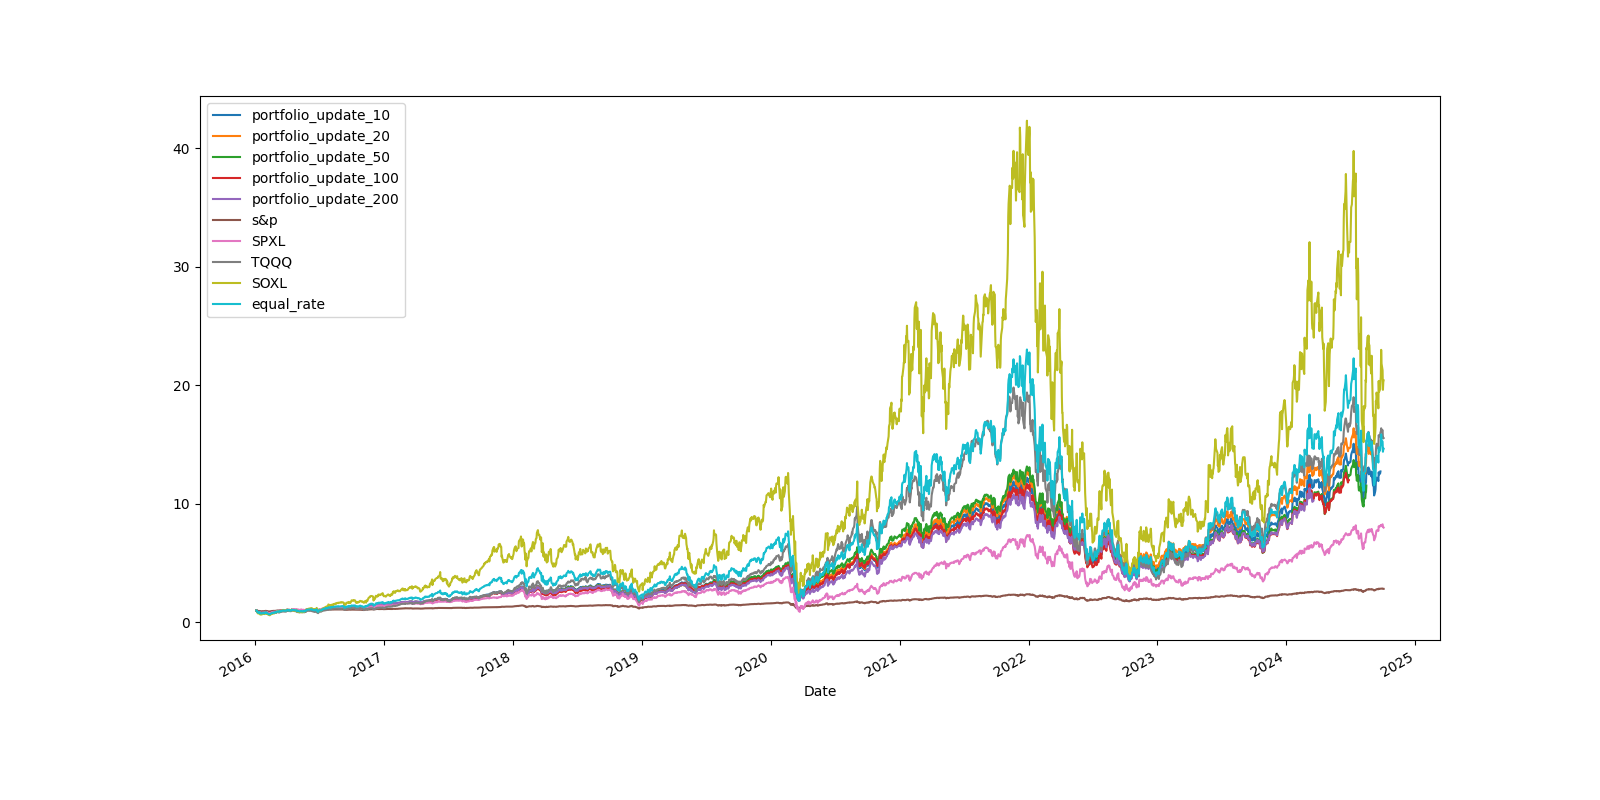 portfolio_update_10
portfolio_update_20
portfolio_update_50
portfolio_update_100
portfolio_update_200
s&p
SPXL
TQQQ
SOXL
equal_rate
40
30
20
10
0
2016
2017
2018
2019
2020
2021
2022
2023
2024
2025
Date